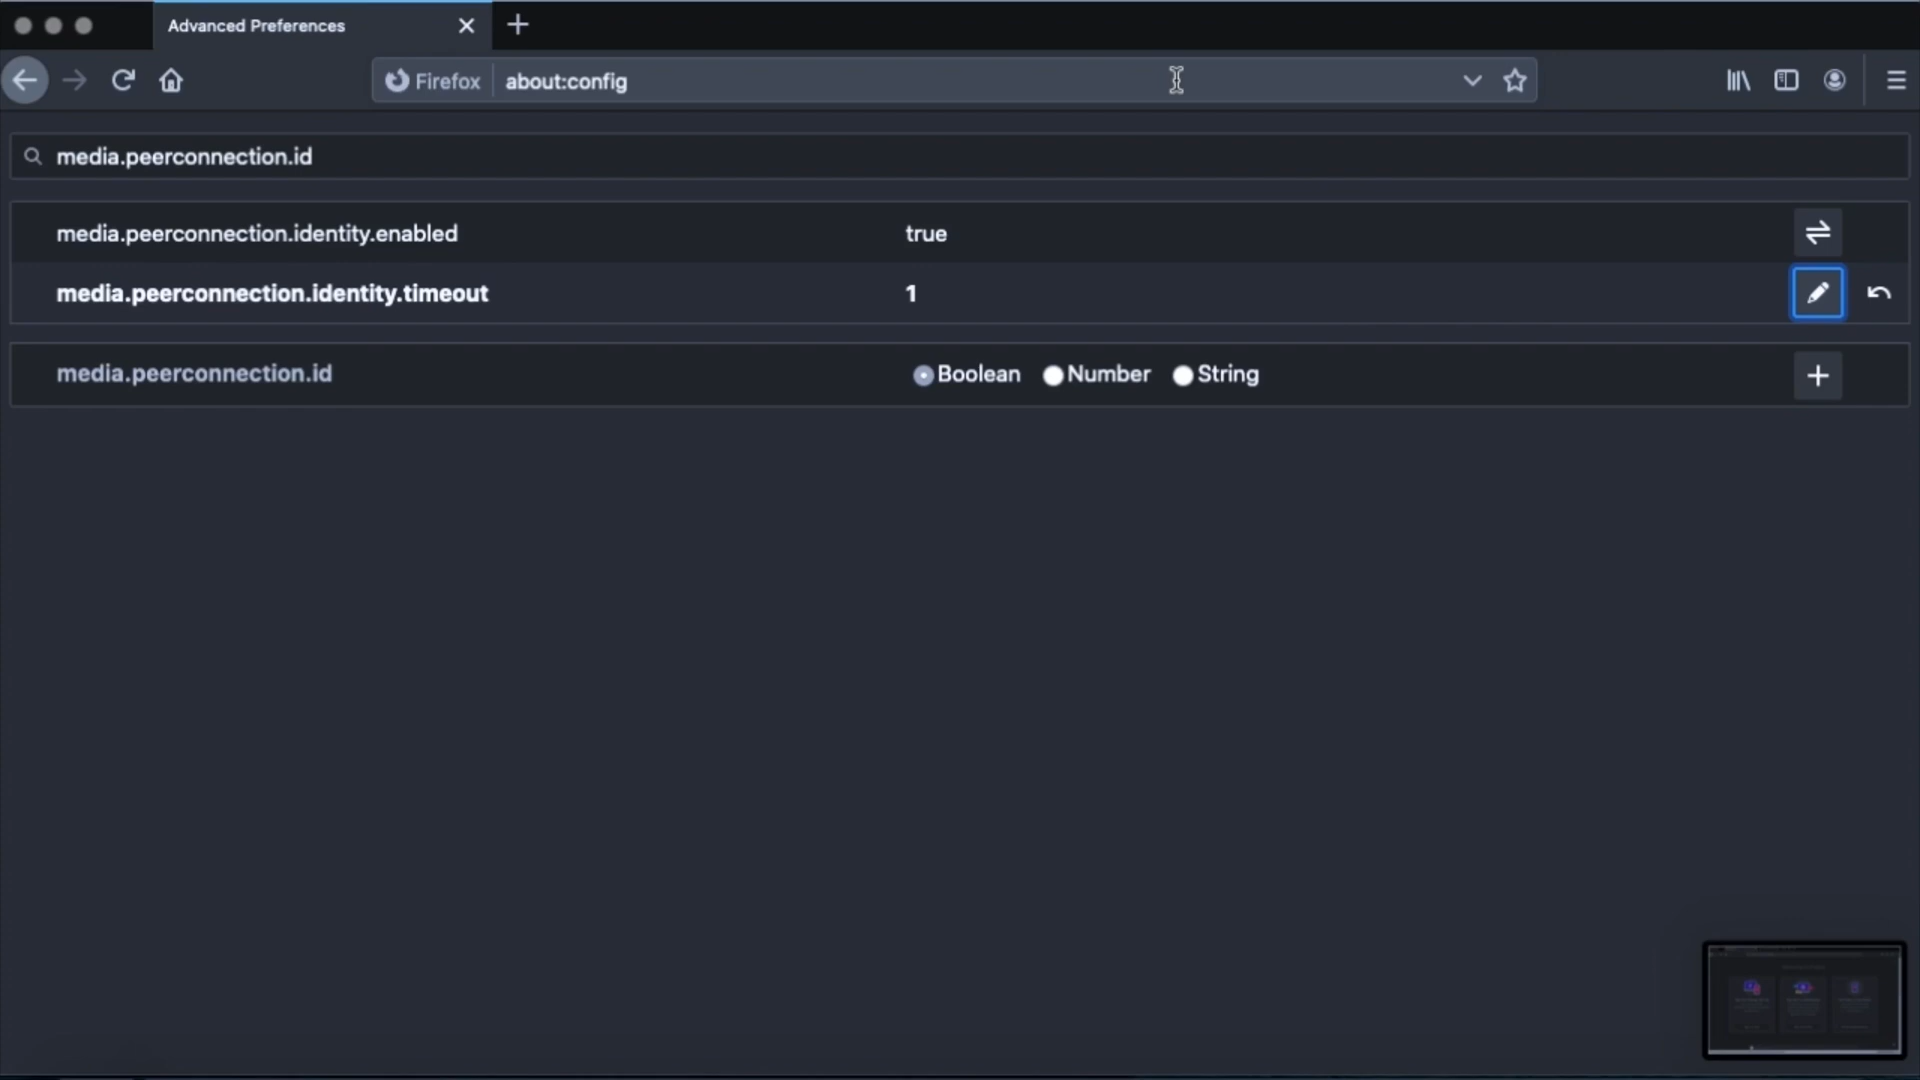 Advanced Preferences
Firefox about:config
media.peerconnection.id
media.peerconnection.identity.enabled true
media.peerconnection.identity.timeout 1
media.peerconnection.id Boolean Number String